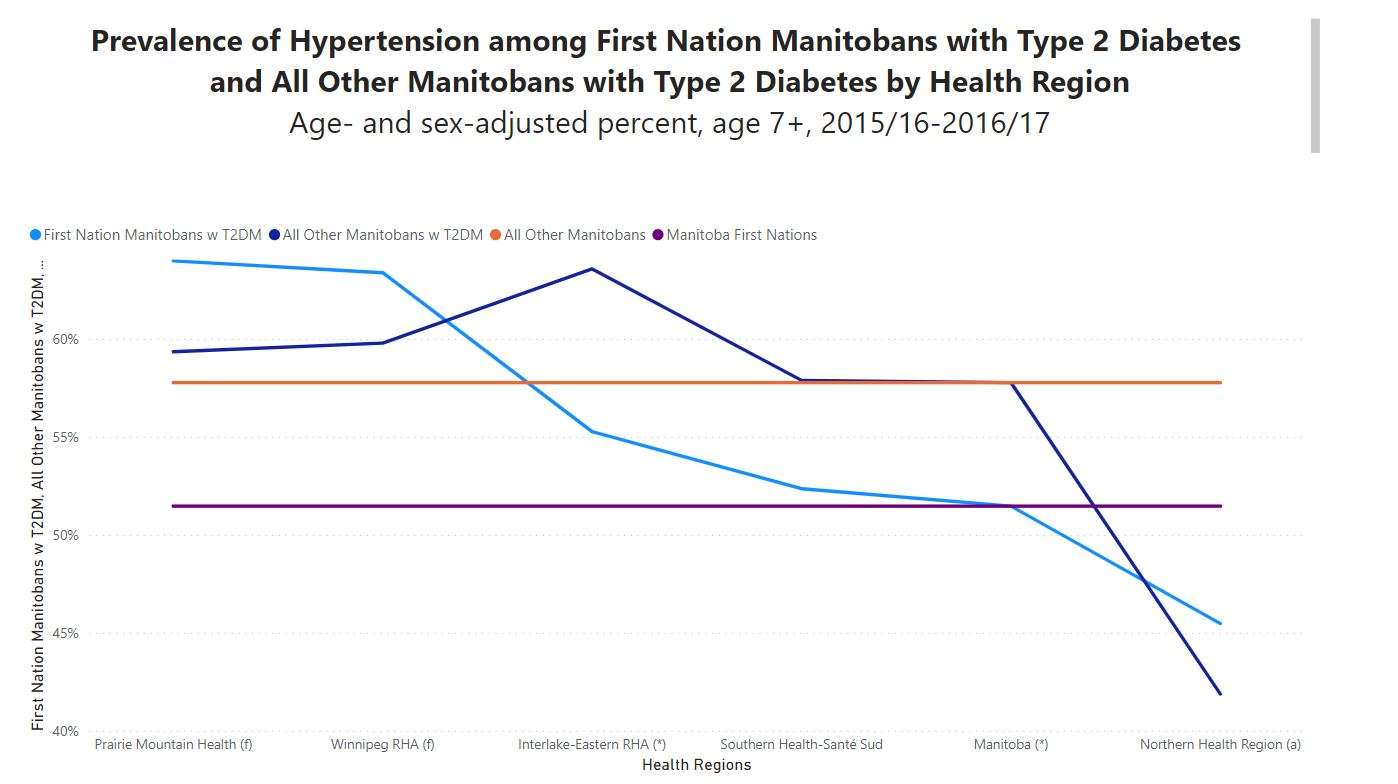 Prevalence of Hypertension among First Nation Manitobans with Type 2 Diabetes
and All Other Manitobans with Type 2 Diabetes by Health Region
Age- and sex-adjusted percent, age 7+, 2015/16-2016/17
First Nation Manitobans w T2DM All Other Manitobans w T2DM All Other Manitobans Manitoba First Nations
First Nation Manitobans w T2DM, All Other Manitobans w T2DM, ...
60%
55%
50%
45%
40%
Prairie Mountain Health (f) Winnipeg RHA (f) Interlake-Eastern RHA (*) Southern Health-Santé Sud Manitoba (*) Northern Health Region (a)
Health Regions